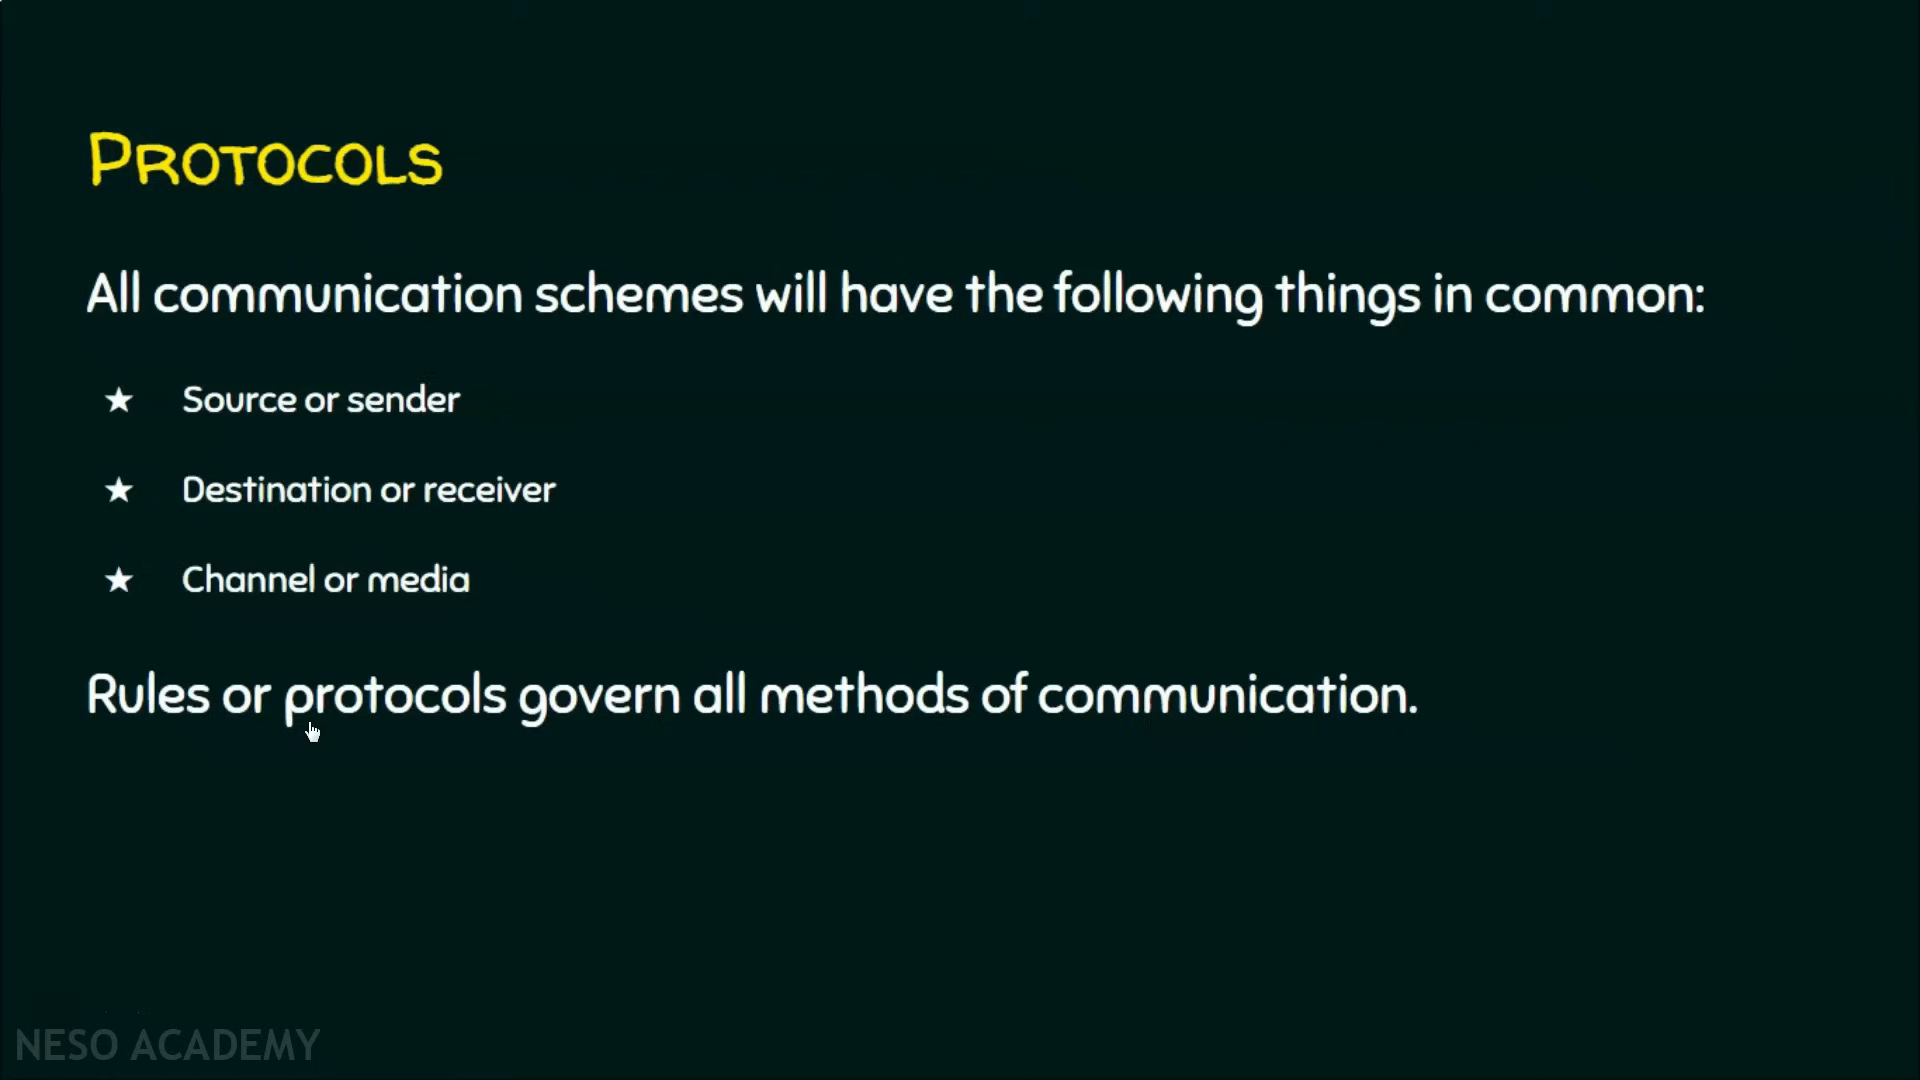 PROTOCOLS
All communication schemes will have the following things in common:
★ Source or sender
★ Destination or receiver
★ Channel or media
Rules or protocols govern all methods of communication.
NESO ACADEMY